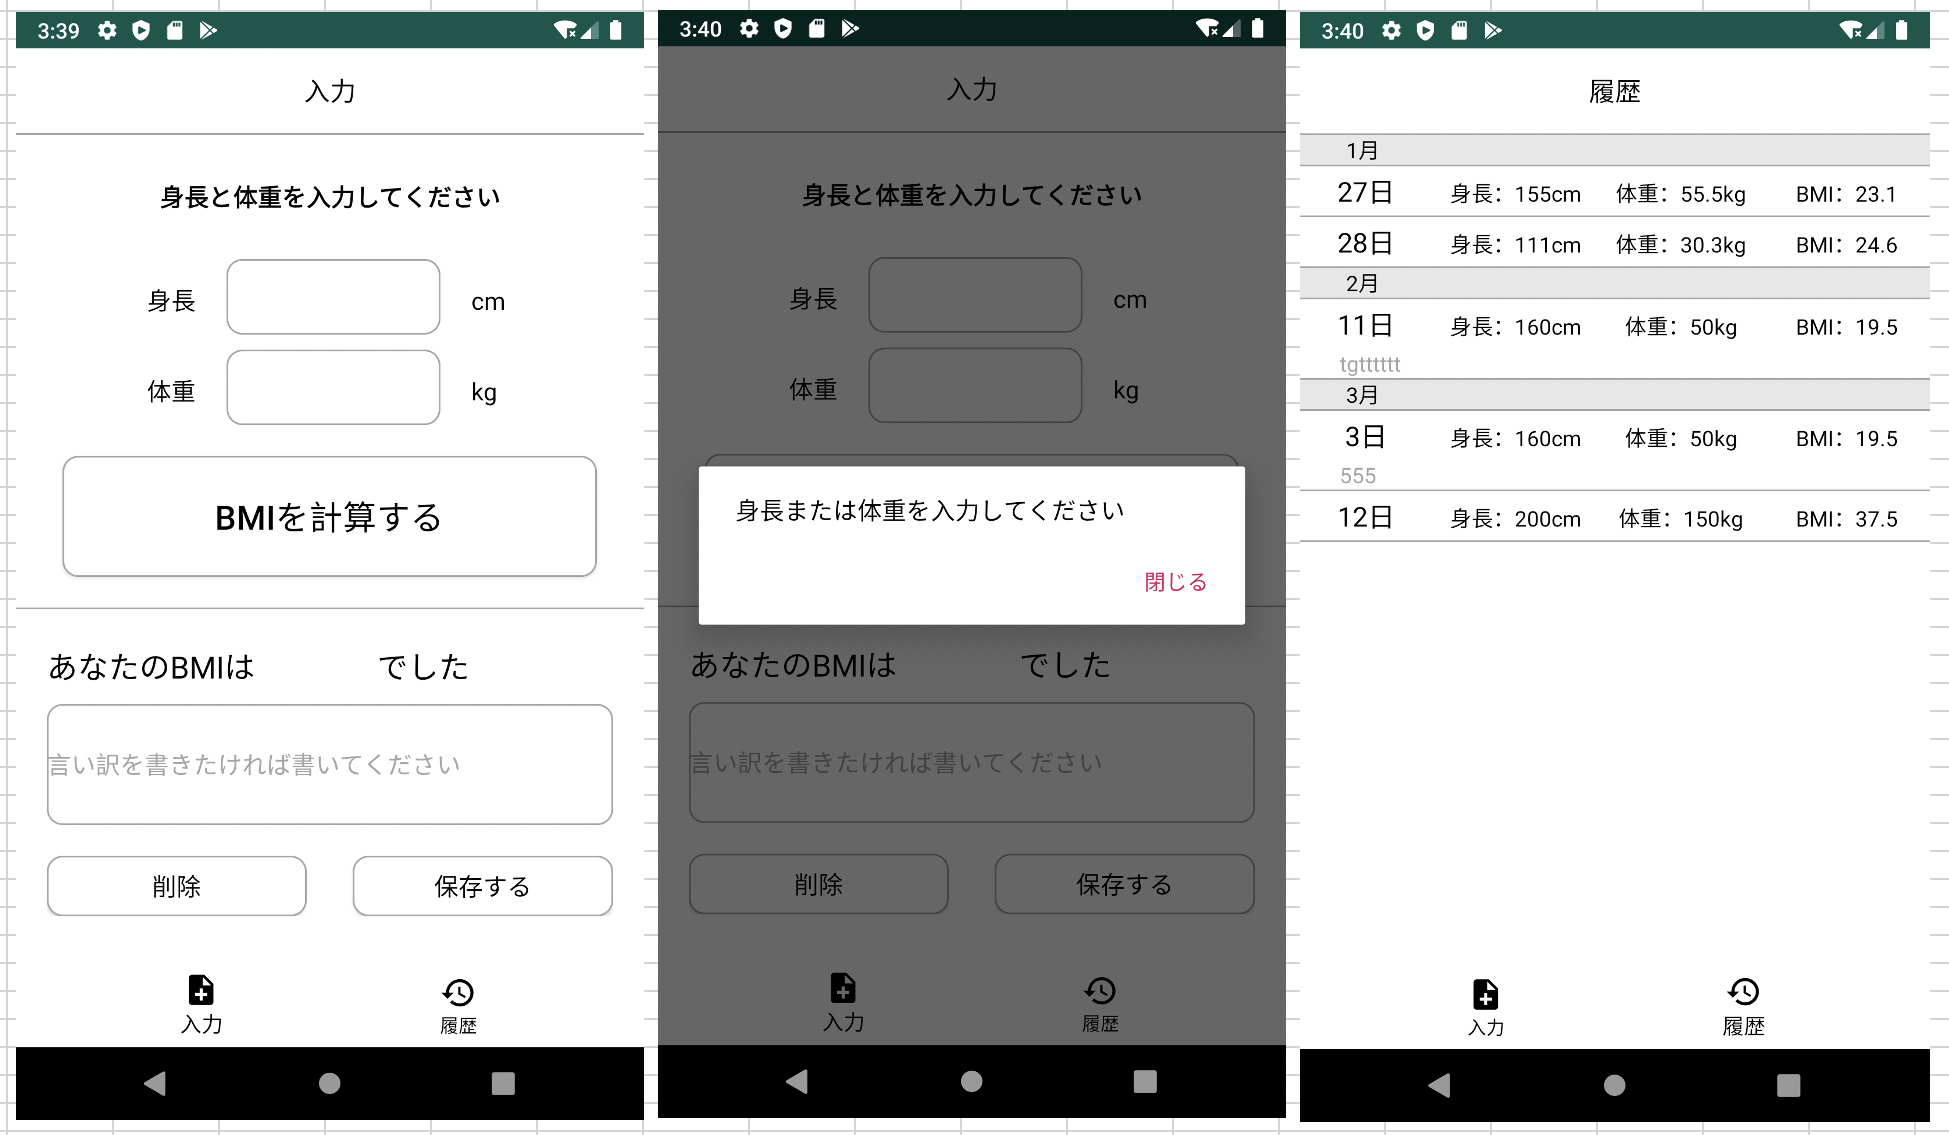 3:39
入力
身長と体重を入力してください
身長 cm
体重 kg
BMIを計算する
あなたのBMIは でした
言い訳を書きたければ書いてください
削除 保存する
入力 履歴
3:40
入力
身長と体重を入力してください
身長 cm
体重 kg
身長または体重を入力してください
閉じる
あなたのBMIは でした
言い訳を書きたければ書いてください
削除 保存する
入力 履歴
3:40
履歴
1月
27日 身長：155cm 体重：55.5kg BMI：23.1
28日 身長：111cm 体重：30.3kg BMI：24.6
2月
11日 身長：160cm 体重：50kg BMI：19.5
tgtttttt
3月
3日 身長：160cm 体重：50kg BMI：19.5
555
12日 身長：200cm 体重：150kg BMI：37.5
入力 履歴